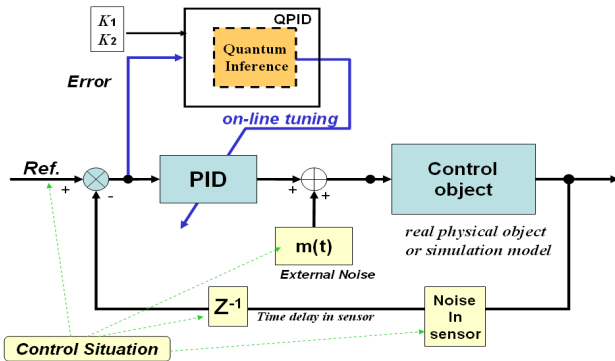 K1
K2
QPID
Quantum
Inference
Error
on-line tuning
Ref.
+
-
PID
+
+
Control
object
real physical object
or simulation model
m(t)
External Noise
Z-1
Time delay in sensor
Noise
In
sensor
Control Situation